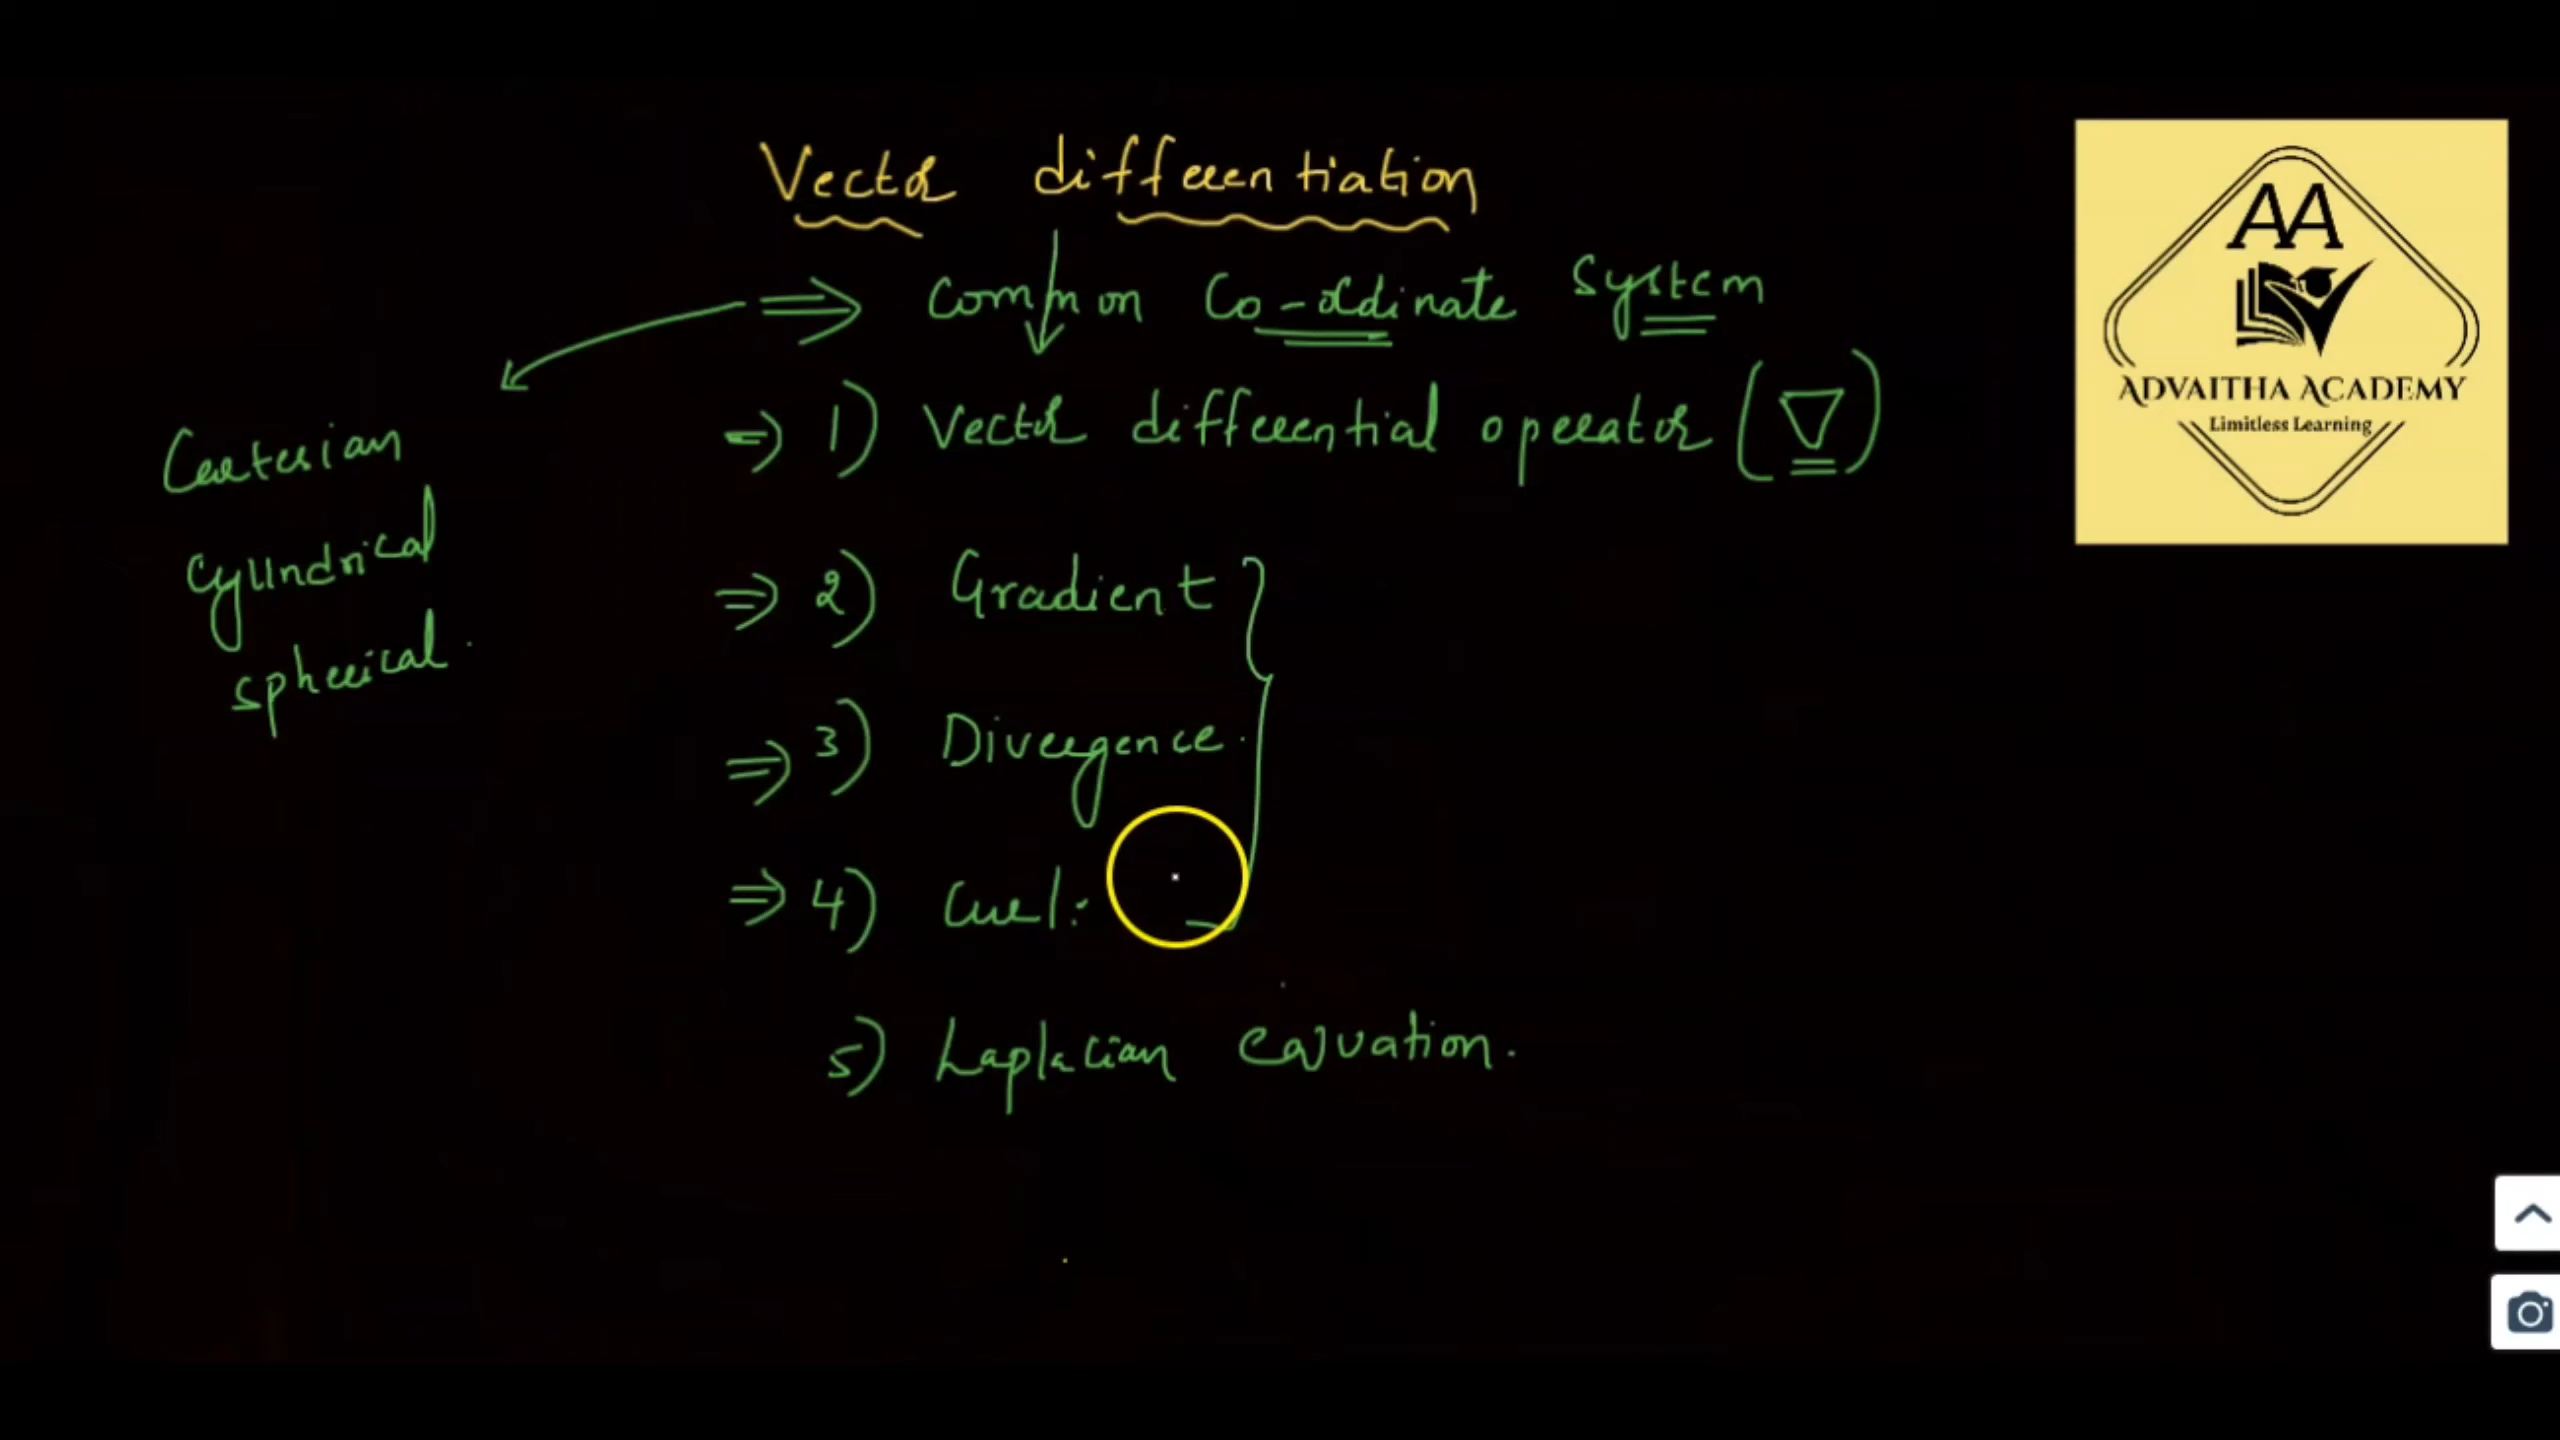 Vector differentiation
⇒ Common Co-ordinate System
Cartesian
Cylindrical
spherical.
⇒ 1) Vector differential operator (∇)
⇒ 2) Gradient
⇒ 3) Divergence.
⇒ 4) Curl.
5) Laplacian equation.
AA
ADVAITHA ACADEMY
Limitless Learning